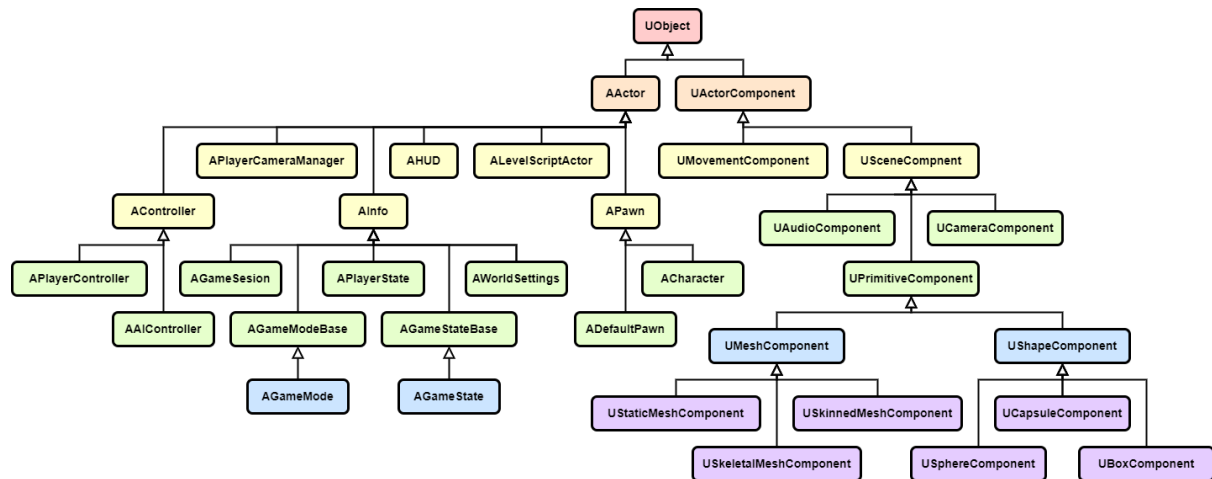 UObject
AActor
UActorComponent
APlayerCameraManager
AHUD
ALevelScriptActor
UMovementComponent
USceneCompnent
AController
AInfo
APawn
UAudioComponent
UCameraComponent
APlayerController
AGameSesion
APlayerState
AWorldSettings
ACharacter
UPrimitiveComponent
AAIController
AGameModeBase
AGameStateBase
ADefaultPawn
UMeshComponent
UShapeComponent
AGameMode
AGameState
UStaticMeshComponent
USkinnedMeshComponent
UCapsuleComponent
USkeletalMeshComponent
USphereComponent
UBoxComponent